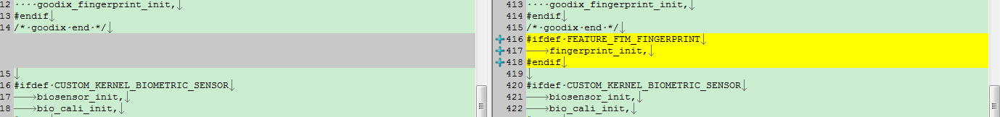 12 ····goodix_fingerprint_init,↓
13 #endif↓
14 /*·goodix·end·*/↓
15 ↓
16 #ifdef·CUSTOM_KERNEL_BIOMETRIC_SENSOR↓
17 →biosensor_init,↓
18 →bio_cali_init,↓
413 ····goodix_fingerprint_init,↓
414 #endif↓
415 /*·goodix·end·*/↓
416 #ifdef·FEATURE_FTM_FINGERPRINT↓
417 →fingerprint_init,↓
418 #endif↓
419 ↓
420 #ifdef·CUSTOM_KERNEL_BIOMETRIC_SENSOR↓
421 →biosensor_init,↓
422 →bio_cali_init,↓